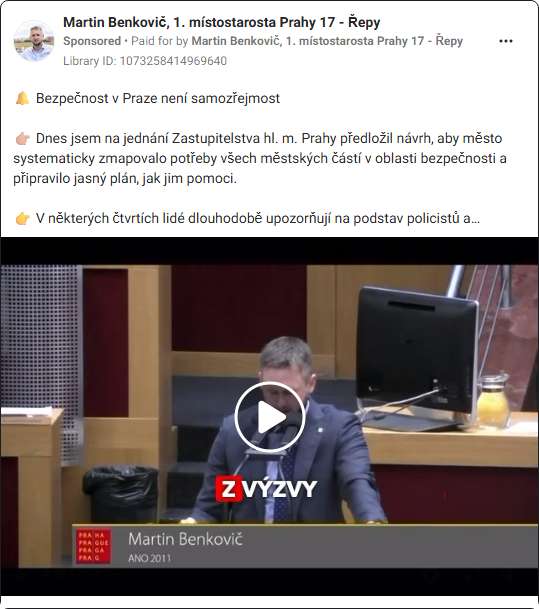 Martin Benkovič, 1. místostarosta Prahy 17 - Řepy
Sponsored • Paid for by Martin Benkovič, 1. místostarosta Prahy 17 - Řepy
Library ID: 1073258414969640
🔔 Bezpečnost v Praze není samozřejmost
👉🏼 Dnes jsem na jednání Zastupitelstva hl. m. Prahy předložil návrh, aby město
systematicky zmapovalo potřeby všech městských částí v oblasti bezpečnosti a
připravilo jasný plán, jak jim pomoci.
👉 V některých čtvrtích lidé dlouhodobě upozorňují na podstav policistů a...
Z VÝZVY
PRA HA
PRA GUE
PRA GA
PRA G
Martin Benkovič
ANO 2011